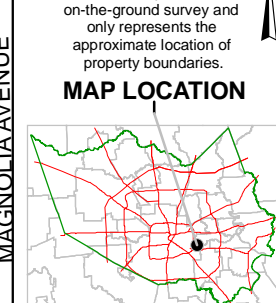 on-the-ground survey and
only represents the
approximate location of
property boundaries.
MAP LOCATION
MAGNOLIA AVENUE